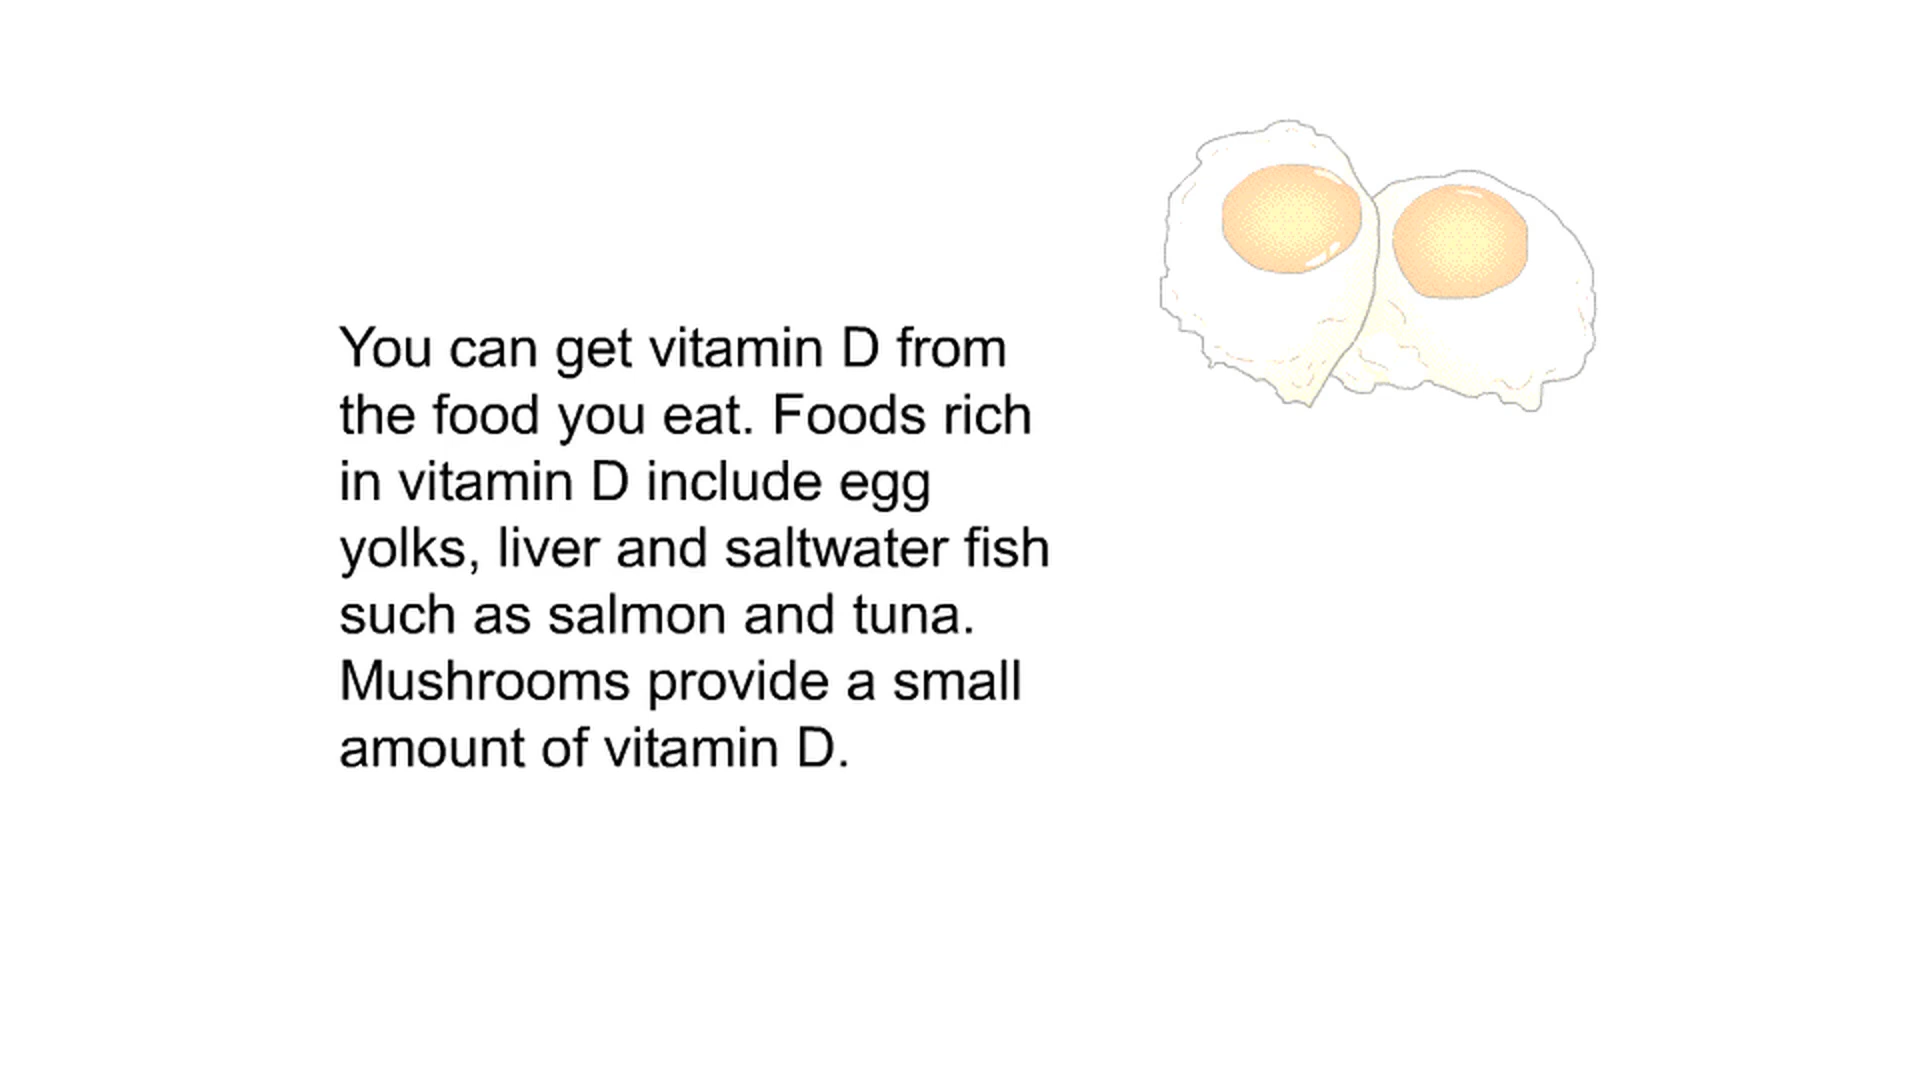 You can get vitamin D from
the food you eat. Foods rich
in vitamin D include egg
yolks, liver and saltwater fish
such as salmon and tuna.
Mushrooms provide a small
amount of vitamin D.